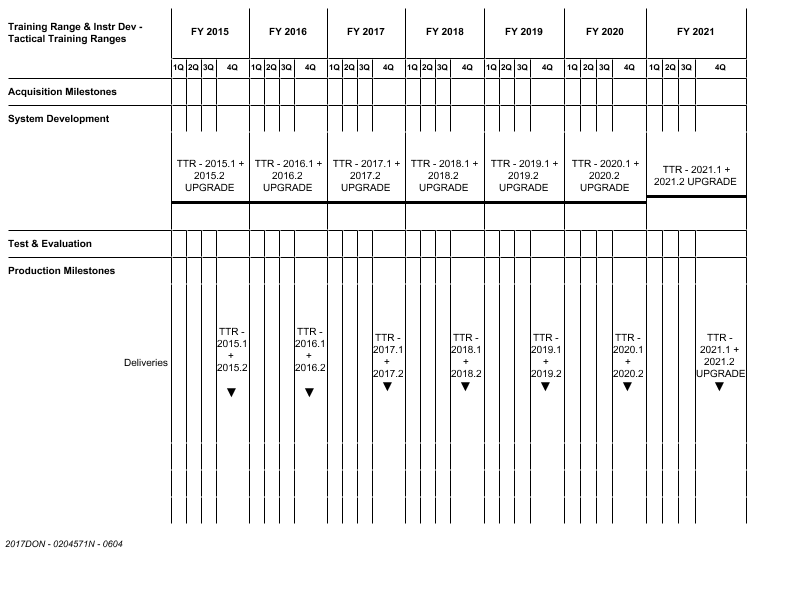 Training Range & Instr Dev -
Tactical Training Ranges
FY 2015 FY 2016 FY 2017 FY 2018 FY 2019 FY 2020 FY 2021
1Q 2Q 3Q 4Q 1Q 2Q 3Q 4Q 1Q 2Q 3Q 4Q 1Q 2Q 3Q 4Q 1Q 2Q 3Q 4Q 1Q 2Q 3Q 4Q 1Q 2Q 3Q 4Q
Acquisition Milestones
System Development
TTR - 2015.1 +
2015.2
UPGRADE
TTR - 2016.1 +
2016.2
UPGRADE
TTR - 2017.1 +
2017.2
UPGRADE
TTR - 2018.1 +
2018.2
UPGRADE
TTR - 2019.1 +
2019.2
UPGRADE
TTR - 2020.1 +
2020.2
UPGRADE
TTR - 2021.1 +
2021.2 UPGRADE
Test & Evaluation
Production Milestones
Deliveries
TTR -
2015.1
+
2015.2
TTR -
2016.1
+
2016.2
TTR -
2017.1
+
2017.2
TTR -
2018.1
+
2018.2
TTR -
2019.1
+
2019.2
TTR -
2020.1
+
2020.2
TTR -
2021.1 +
2021.2
UPGRADE
2017DON - 0204571N - 0604